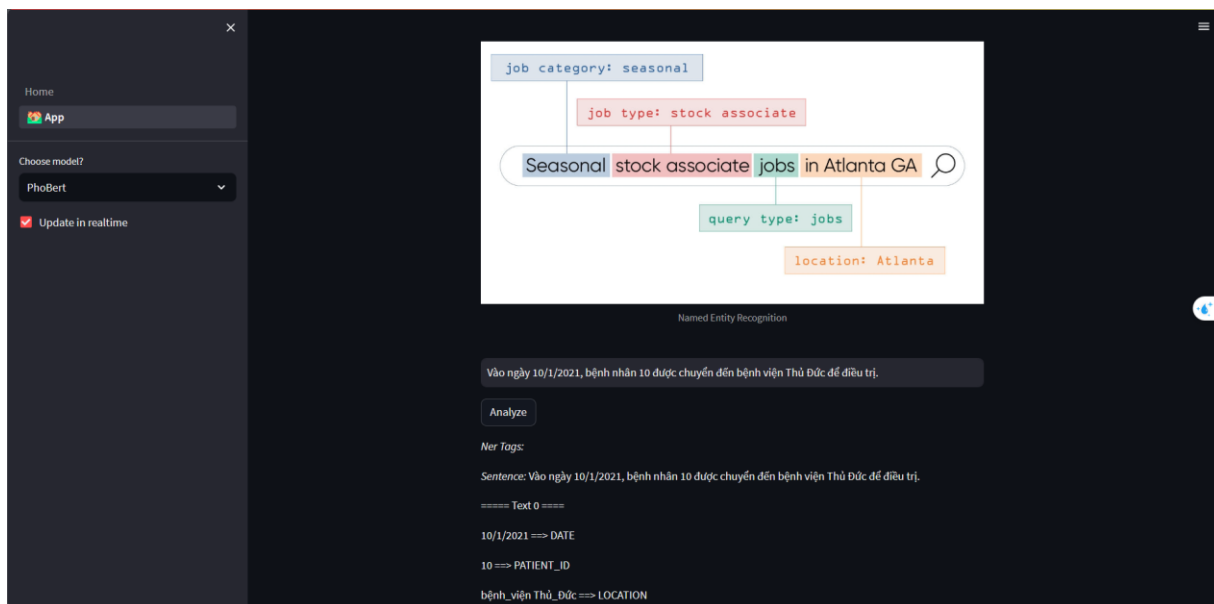 Home
App
Choose model?
PhoBert
Update in realtime
job category: seasonal
job type: stock associate
Seasonal stock associate jobs in Atlanta GA
query type: jobs
location: Atlanta
Named Entity Recognition
Vào ngày 10/1/2021, bệnh nhân 10 được chuyển đến bệnh viện Thủ Đức để điều trị.
Analyze
Ner Tags:
Sentence: Vào ngày 10/1/2021, bệnh nhân 10 được chuyển đến bệnh viện Thủ Đức để điều trị.
===== Text 0 ====
10/1/2021 ==> DATE
10 ==> PATIENT_ID
bệnh_viện Thủ_Đức ==> LOCATION